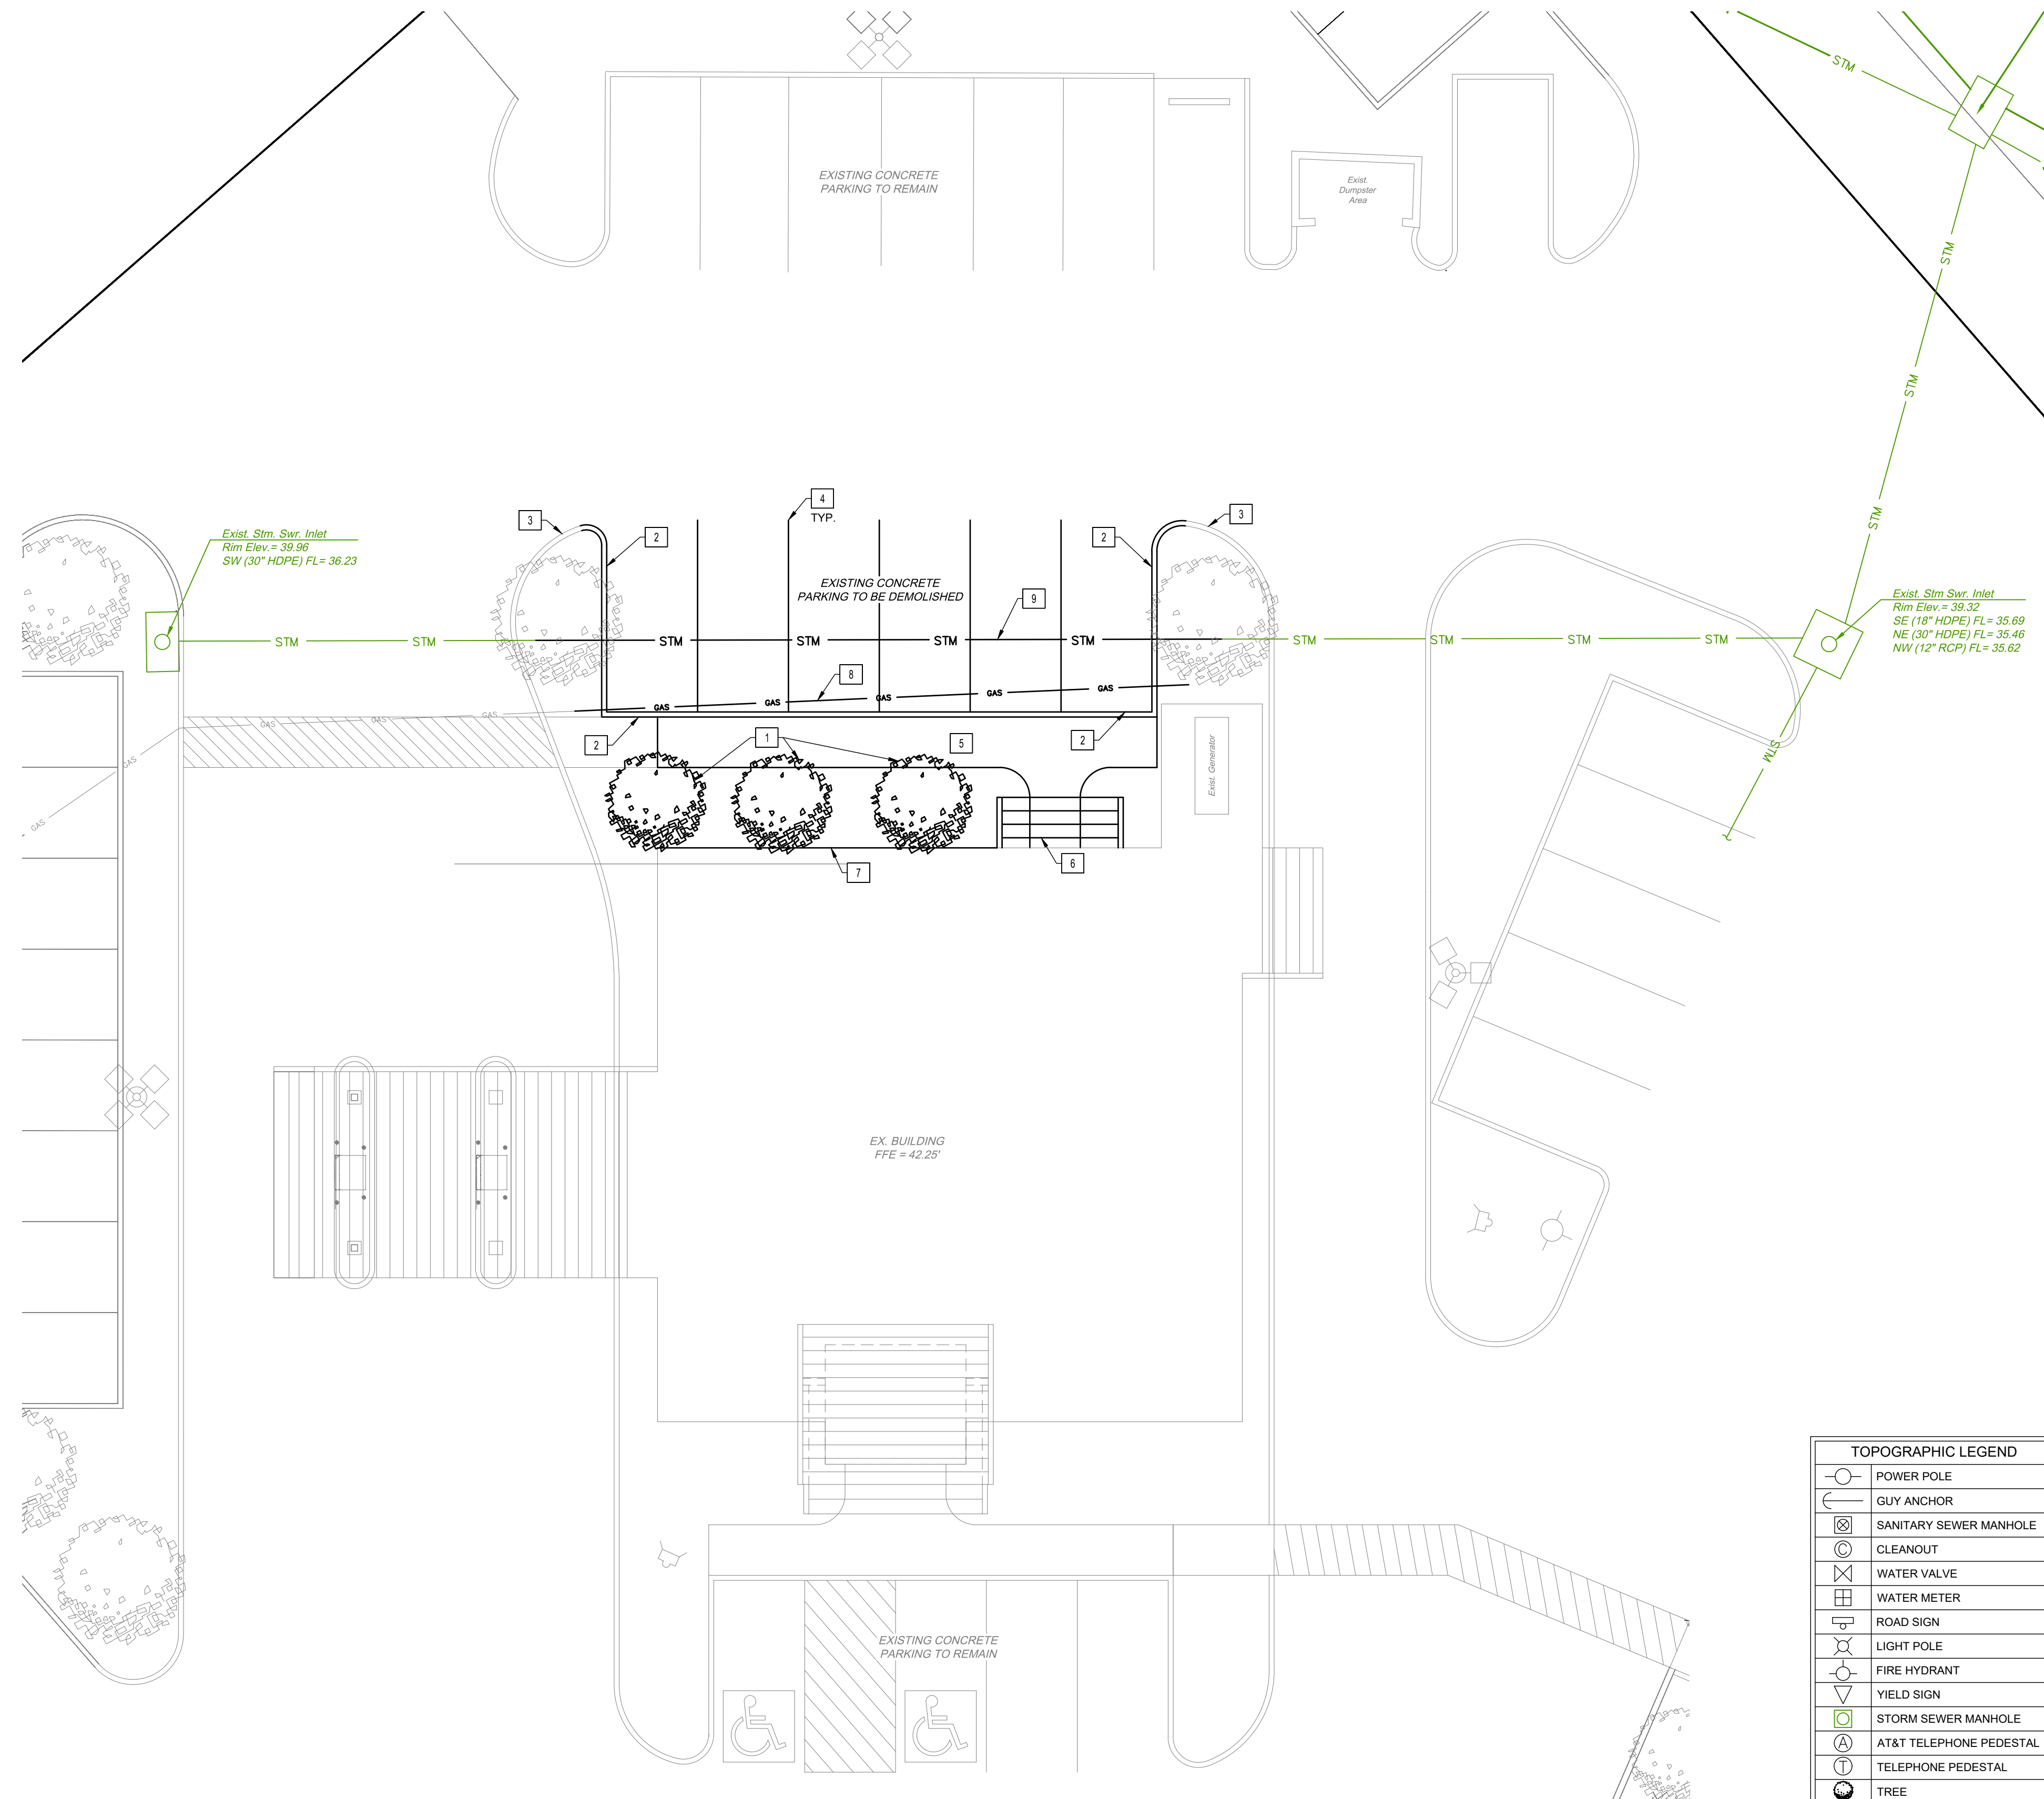 STM
EXISTING CONCRETE
PARKING TO REMAIN
Exist.
Dumpster
Area
STM
STM
STM
4
TYP.
3
3
2
2
Exist. Stm. Swr. Inlet
Rim Elev.= 39.96
SW (30" HDPE) FL= 36.23
EXISTING CONCRETE
PARKING TO BE DEMOLISHED
9
Exist. Stm Swr. Inlet
Rim Elev.= 39.32
SE (18" HDPE) FL= 35.69
NE (30" HDPE) FL= 35.46
NW (12" RCP) FL= 35.62
STM STM STM STM STM STM STM STM STM STM
8
GAS GAS GAS GAS GAS
GAS GAS GAS
GAS
GAS
2
1
5
2
STM
Exist. Generator
6
7
EX. BUILDING
FFE = 42.25'
EXISTING CONCRETE
PARKING TO REMAIN
TOPOGRAPHIC LEGEND
POWER POLE
GUY ANCHOR
SANITARY SEWER MANHOLE
C CLEANOUT
WATER VALVE
WATER METER
ROAD SIGN
LIGHT POLE
FIRE HYDRANT
YIELD SIGN
STORM SEWER MANHOLE
A AT&T TELEPHONE PEDESTAL
T TELEPHONE PEDESTAL
TREE